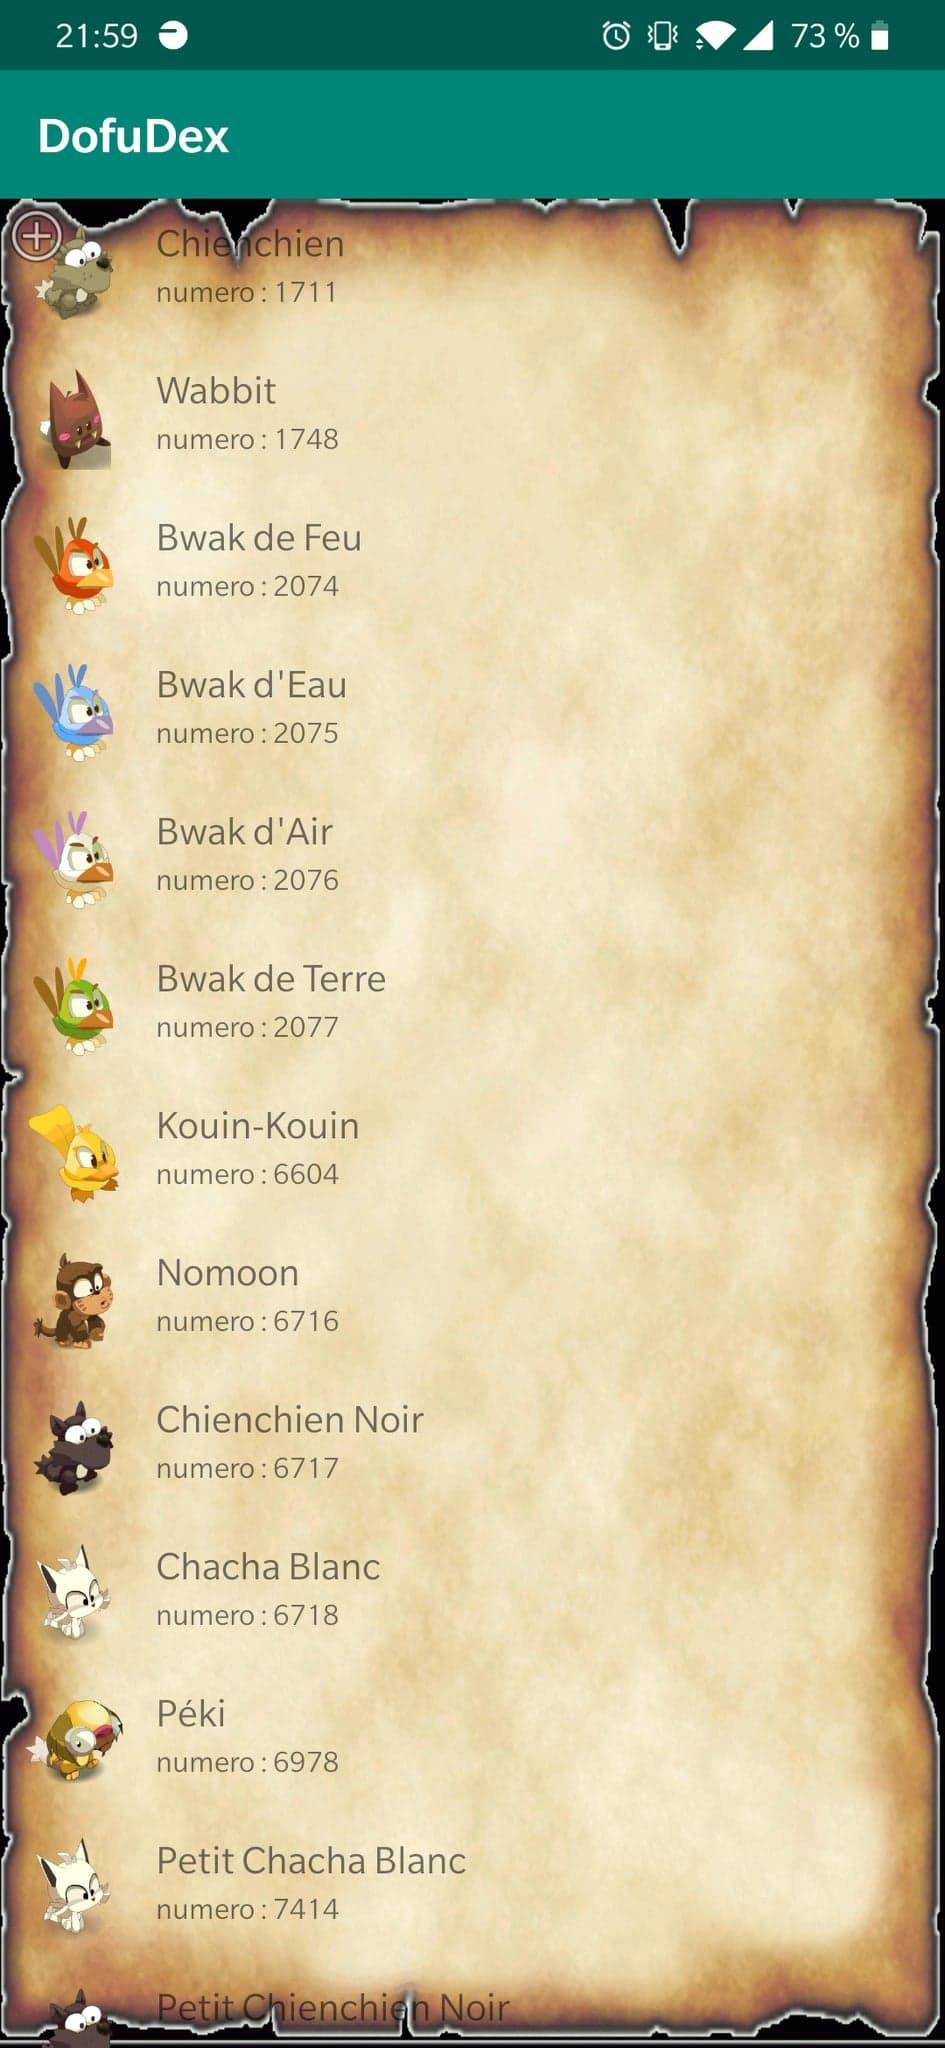 21:59
73 %
DofuDex
Chienchien
numero : 1711
Wabbit
numero : 1748
Bwak de Feu
numero : 2074
Bwak d'Eau
numero : 2075
Bwak d'Air
numero : 2076
Bwak de Terre
numero : 2077
Kouin-Kouin
numero : 6604
Nomoon
numero : 6716
Chienchien Noir
numero : 6717
Chacha Blanc
numero : 6718
Péki
numero : 6978
Petit Chacha Blanc
numero : 7414
Petit Chienchien Noir